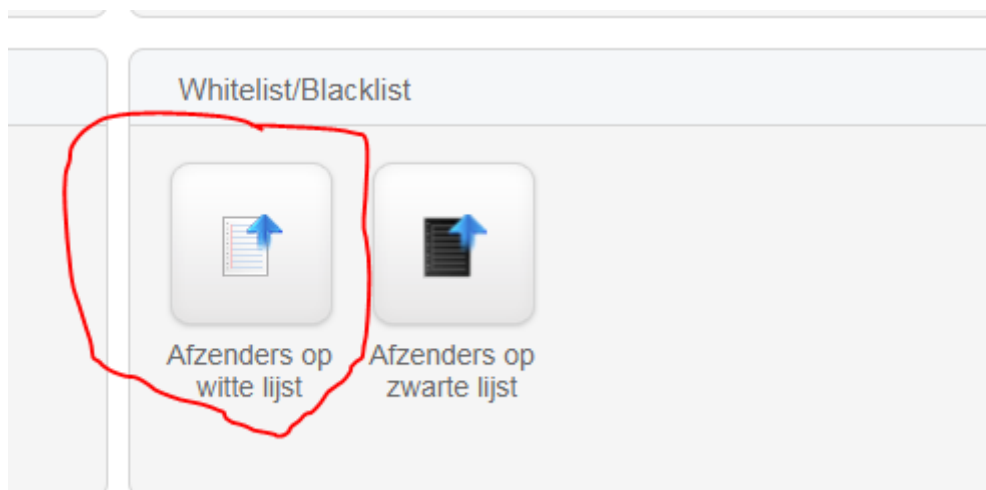 Whitelist/Blacklist
Afzenders op
witte lijst
Afzenders op
zwarte lijst